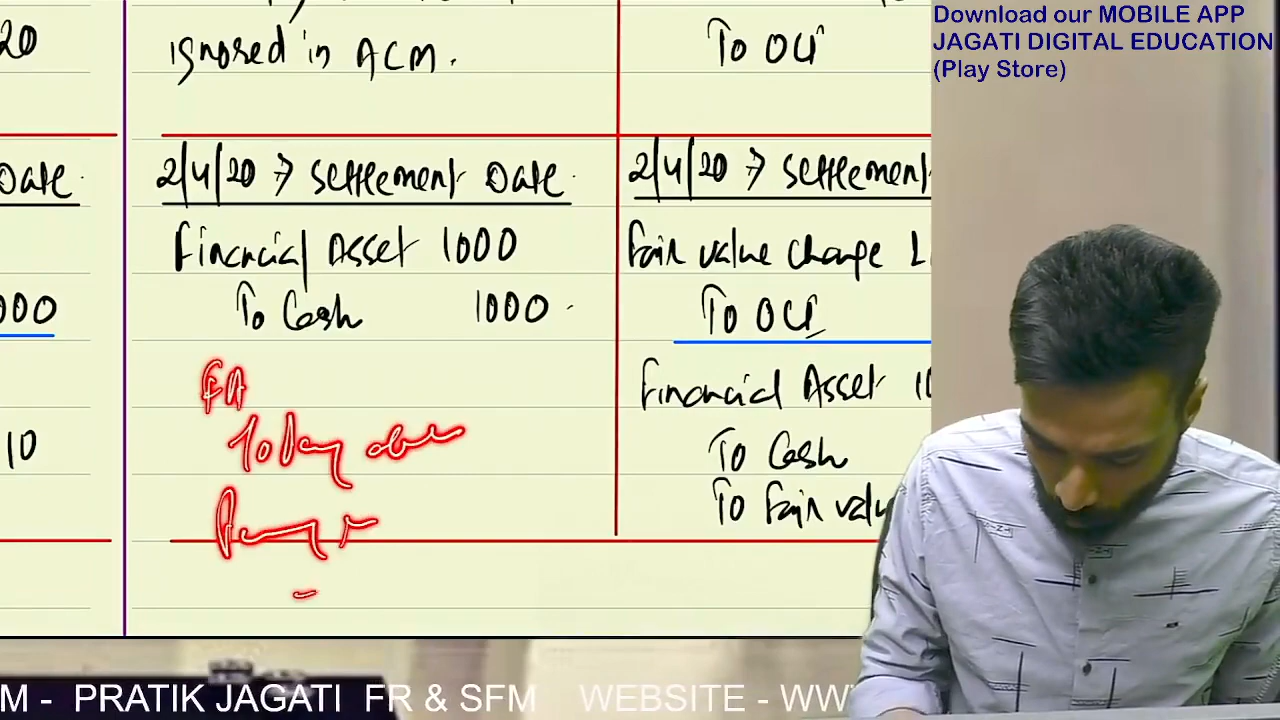 Download our MOBILE APP
JAGATI DIGITAL EDUCATION
(Play Store)
20
ignored in ACM.
To OCI
Date.
2/4/20 → Settlement Date.
2/4/20 → Settlement
Financial Asset 1000
Fair value change
000
To Cash 1000.
To OCI
FA
Financial Asset 10
10
To
To Cash
To Fair valu
M - PRATIK JAGATI FR & SFM WEBSITE - WW